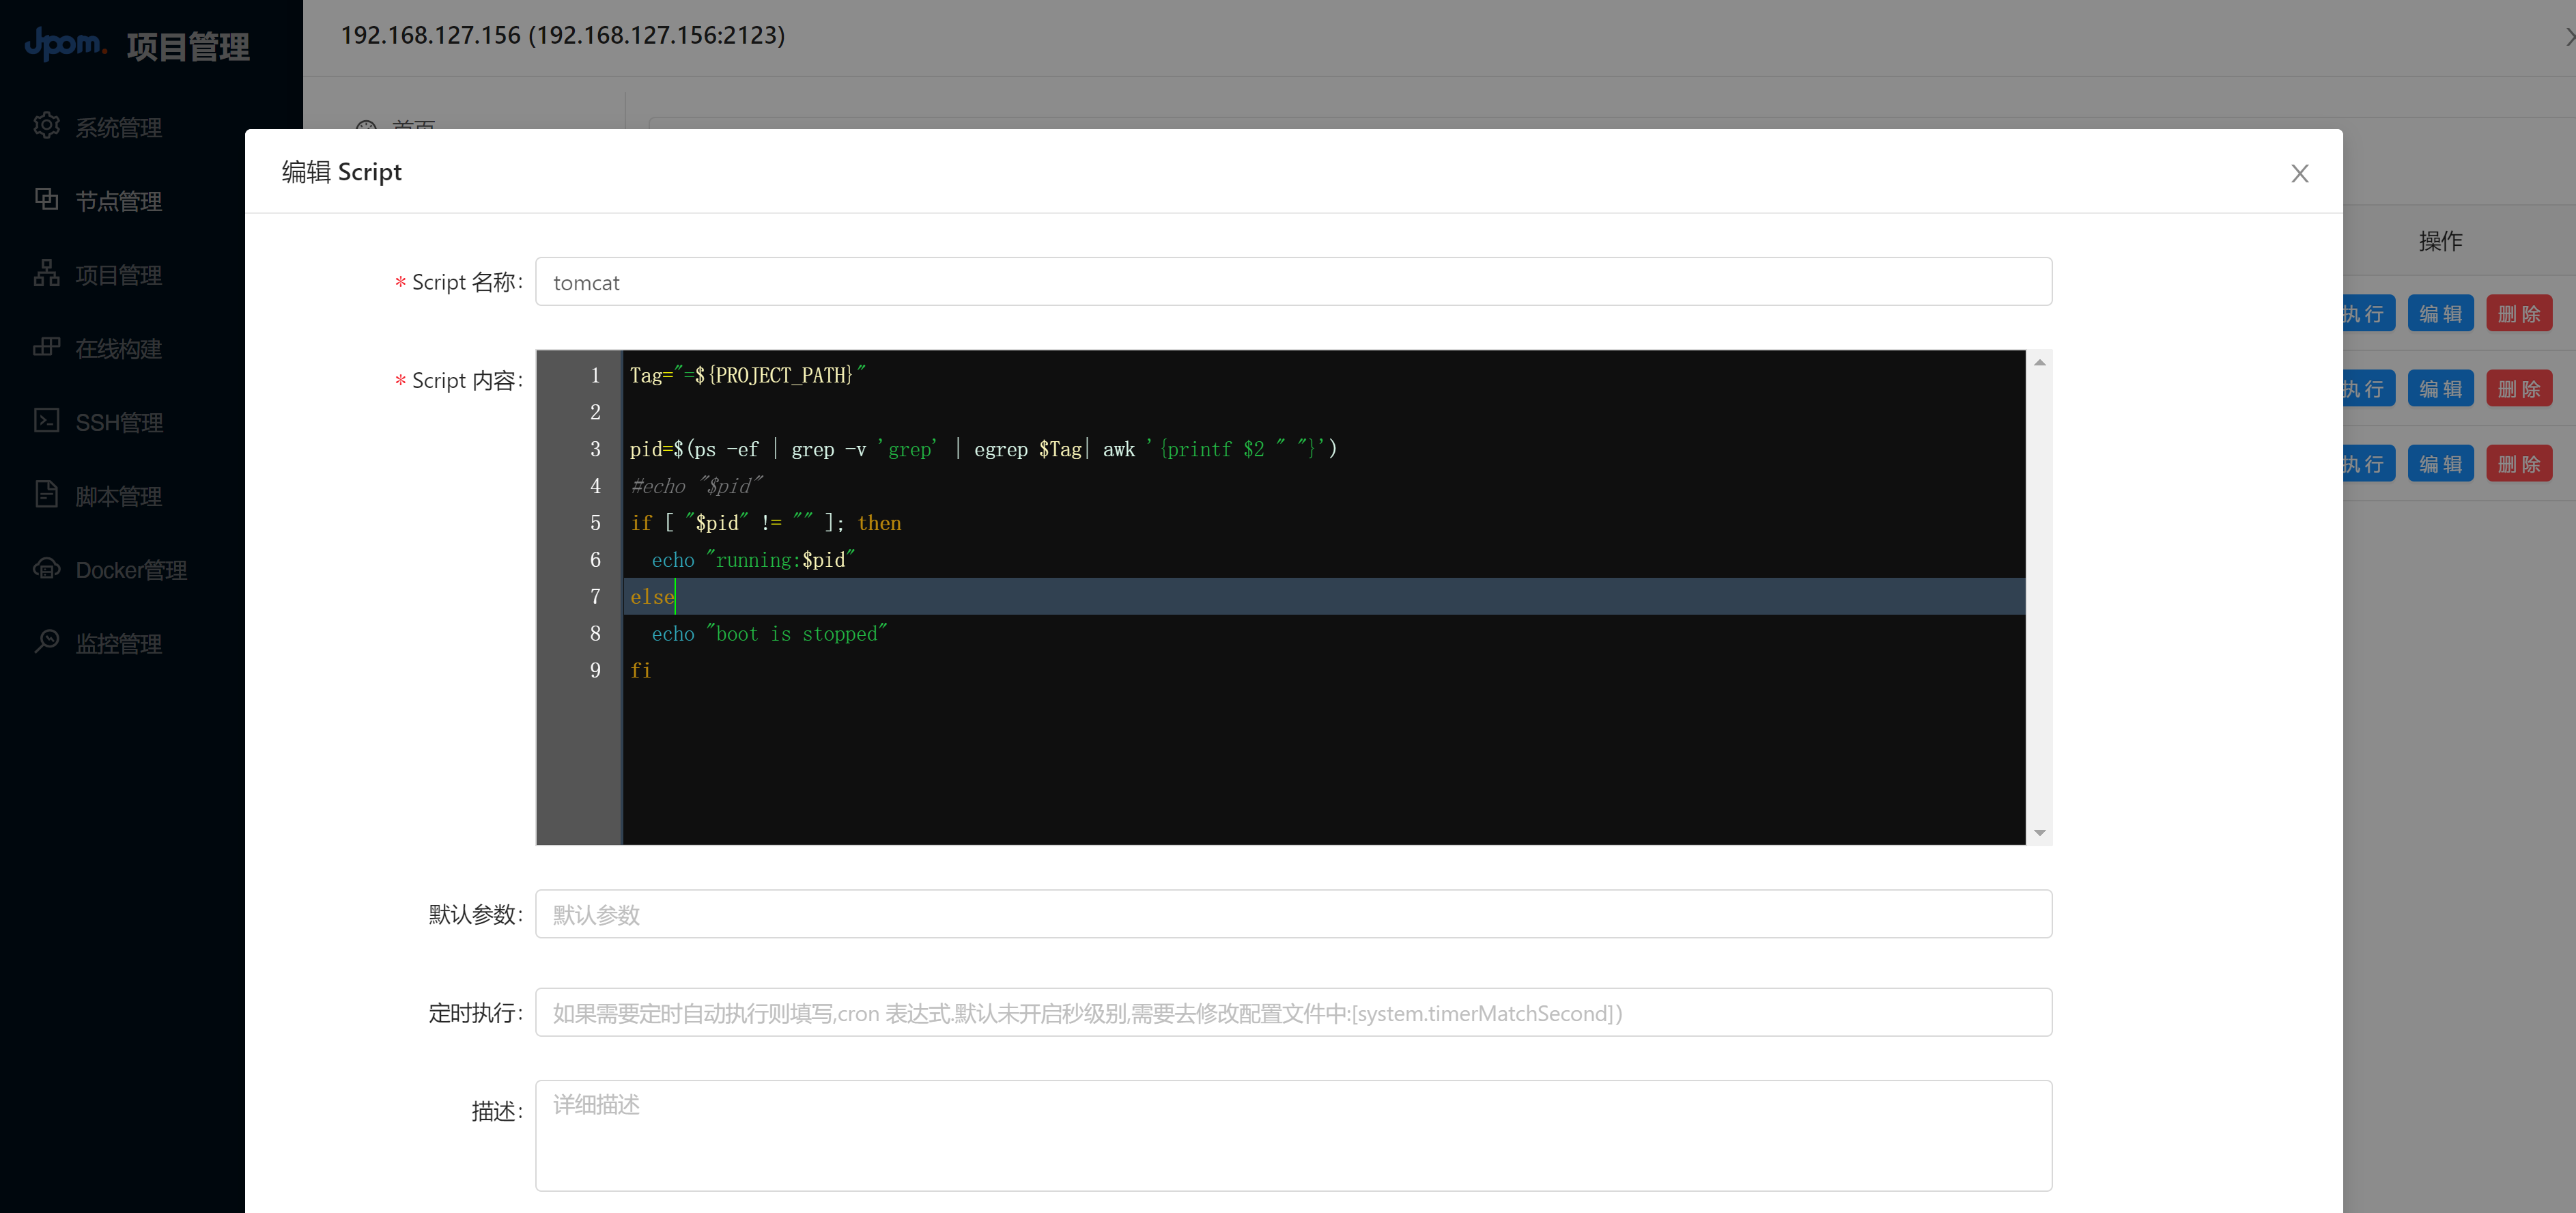 Jpom. 项目管理
192.168.127.156 (192.168.127.156:2123)
系统管理
节点管理
项目管理
在线构建
SSH管理
脚本管理
Docker管理
监控管理
首页
编辑 Script
* Script 名称:
tomcat
* Script 内容:
1 Tag="=${PROJECT_PATH}"
2
3 pid=$(ps -ef | grep -v 'grep' | egrep $Tag| awk '{printf $2 " "}')
4 #echo "$pid"
5 if [ "$pid" != "" ]; then
6 echo "running:$pid"
7 else
8 echo "boot is stopped"
9 fi
默认参数:
默认参数
定时执行:
如果需要定时自动执行则填写,cron 表达式.默认未开启秒级别,需要去修改配置文件中:[system.timerMatchSecond])
描述:
详细描述
操作
执行 编辑 删除
执行 编辑 删除
执行 编辑 删除